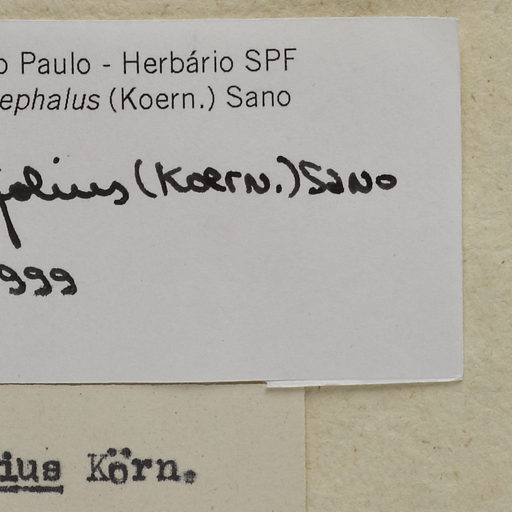 o Paulo - Herbário SPF
ephalus (Koern.) Sano
folius (Koern.) Sano
999
ius Körn.